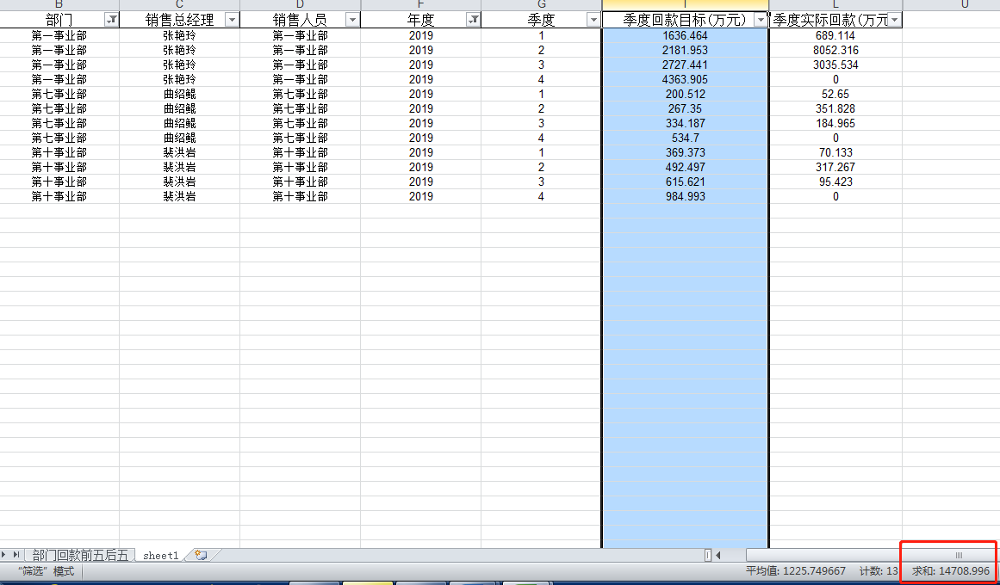 B C D F G I L U
部门 销售总经理 销售人员 年度 季度 季度回款目标(万元) 季度实际回款(万元
第一事业部 张艳玲 第一事业部 2019 1 1636.464 689.114
第一事业部 张艳玲 第一事业部 2019 2 2181.953 8052.316
第一事业部 张艳玲 第一事业部 2019 3 2727.441 3035.534
第一事业部 张艳玲 第一事业部 2019 4 4363.905 0
第七事业部 曲绍鲲 第七事业部 2019 1 200.512 52.65
第七事业部 曲绍鲲 第七事业部 2019 2 267.35 351.828
第七事业部 曲绍鲲 第七事业部 2019 3 334.187 184.965
第七事业部 曲绍鲲 第七事业部 2019 4 534.7 0
第十事业部 裴洪岩 第十事业部 2019 1 369.373 70.133
第十事业部 裴洪岩 第十事业部 2019 2 492.497 317.267
第十事业部 裴洪岩 第十事业部 2019 3 615.621 95.423
第十事业部 裴洪岩 第十事业部 2019 4 984.993 0
部门回款前五后五 sheet1
“筛选” 模式 平均值: 1225.749667 计数: 13 求和: 14708.996